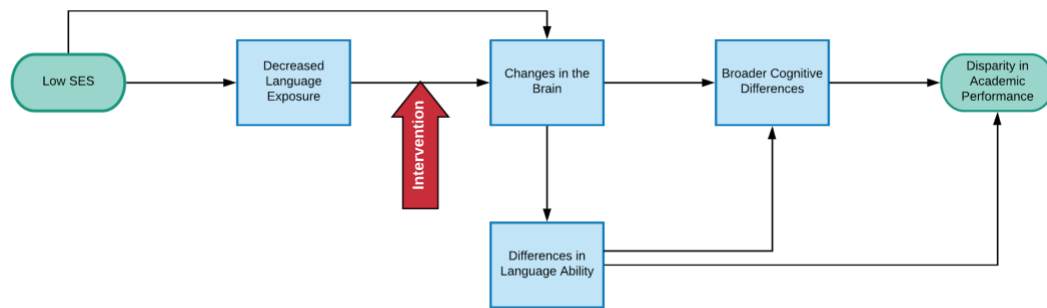 Low SES
Decreased
Language
Exposure
Intervention
Changes in the
Brain
Broader Cognitive
Differences
Disparity in
Academic
Performance
Differences in
Language Ability